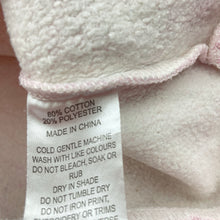 80% COTTON
20% POLYESTER
MADE IN CHINA
COLD GENTLE MACHINE
WASH WITH LIKE COLOURS
DO NOT BLEACH, SOAK OR
RUB
DRY IN SHADE
DO NOT TUMBLE DRY
DO NOT IRON PRINT,
EMBROIDERY OR TRIMS